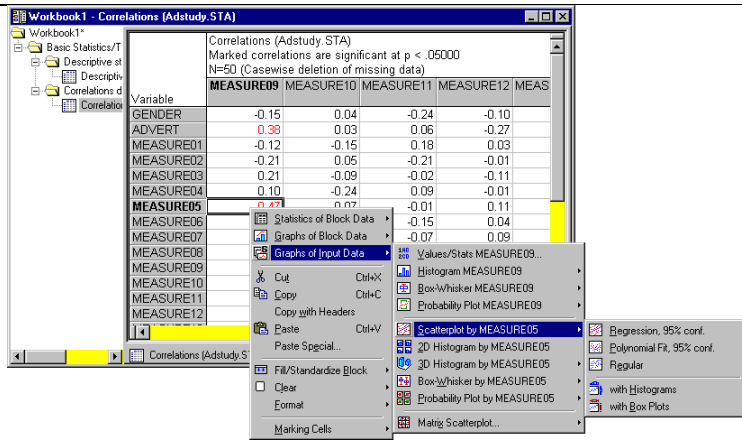 Workbook1 - Correlations (Adstudy.STA)
Workbook1*
Basic Statistics/T
Descriptive st
Descriptiv
Correlations d
Correlation
Correlations (Adstudy.STA)
Marked correlations are significant at p < .05000
N=50 (Casewise deletion of missing data)
Variable MEASURE09 MEASURE10 MEASURE11 MEASURE12 MEAS
GENDER -0.15 0.04 -0.24 -0.10
ADVERT 0.38 0.03 0.06 -0.27
MEASURE01 -0.12 -0.15 0.18 0.03
MEASURE02 -0.21 0.05 -0.21 -0.01
MEASURE03 0.21 -0.09 -0.02 -0.11
MEASURE04 0.10 -0.24 0.09 -0.01
MEASURE05 0.47 0.07 -0.01 0.11
MEASURE06 -0.15 0.04
MEASURE07 -0.07 0.09
MEASURE08
MEASURE09
MEASURE10
MEASURE11
MEASURE12
Correlations (Adstudy.S
Statistics of Block Data
Graphs of Block Data
Graphs of Input Data
Cut Ctrl+X
Copy Ctrl+C
Copy with Headers
Paste Ctrl+V
Paste Special...
Fill/Standardize Block
Clear
Format
Marking Cells
Values/Stats MEASURE09...
Histogram MEASURE09
Box-Whisker MEASURE09
Probability Plot MEASURE09
Scatterplot by MEASURE05
2D Histogram by MEASURE05
3D Histogram by MEASURE05
Box-Whisker by MEASURE05
Probability Plot by MEASURE05
Matrix Scatterplot...
Regression, 95% conf.
Polynomial Fit, 95% conf.
Regular
with Histograms
with Box Plots